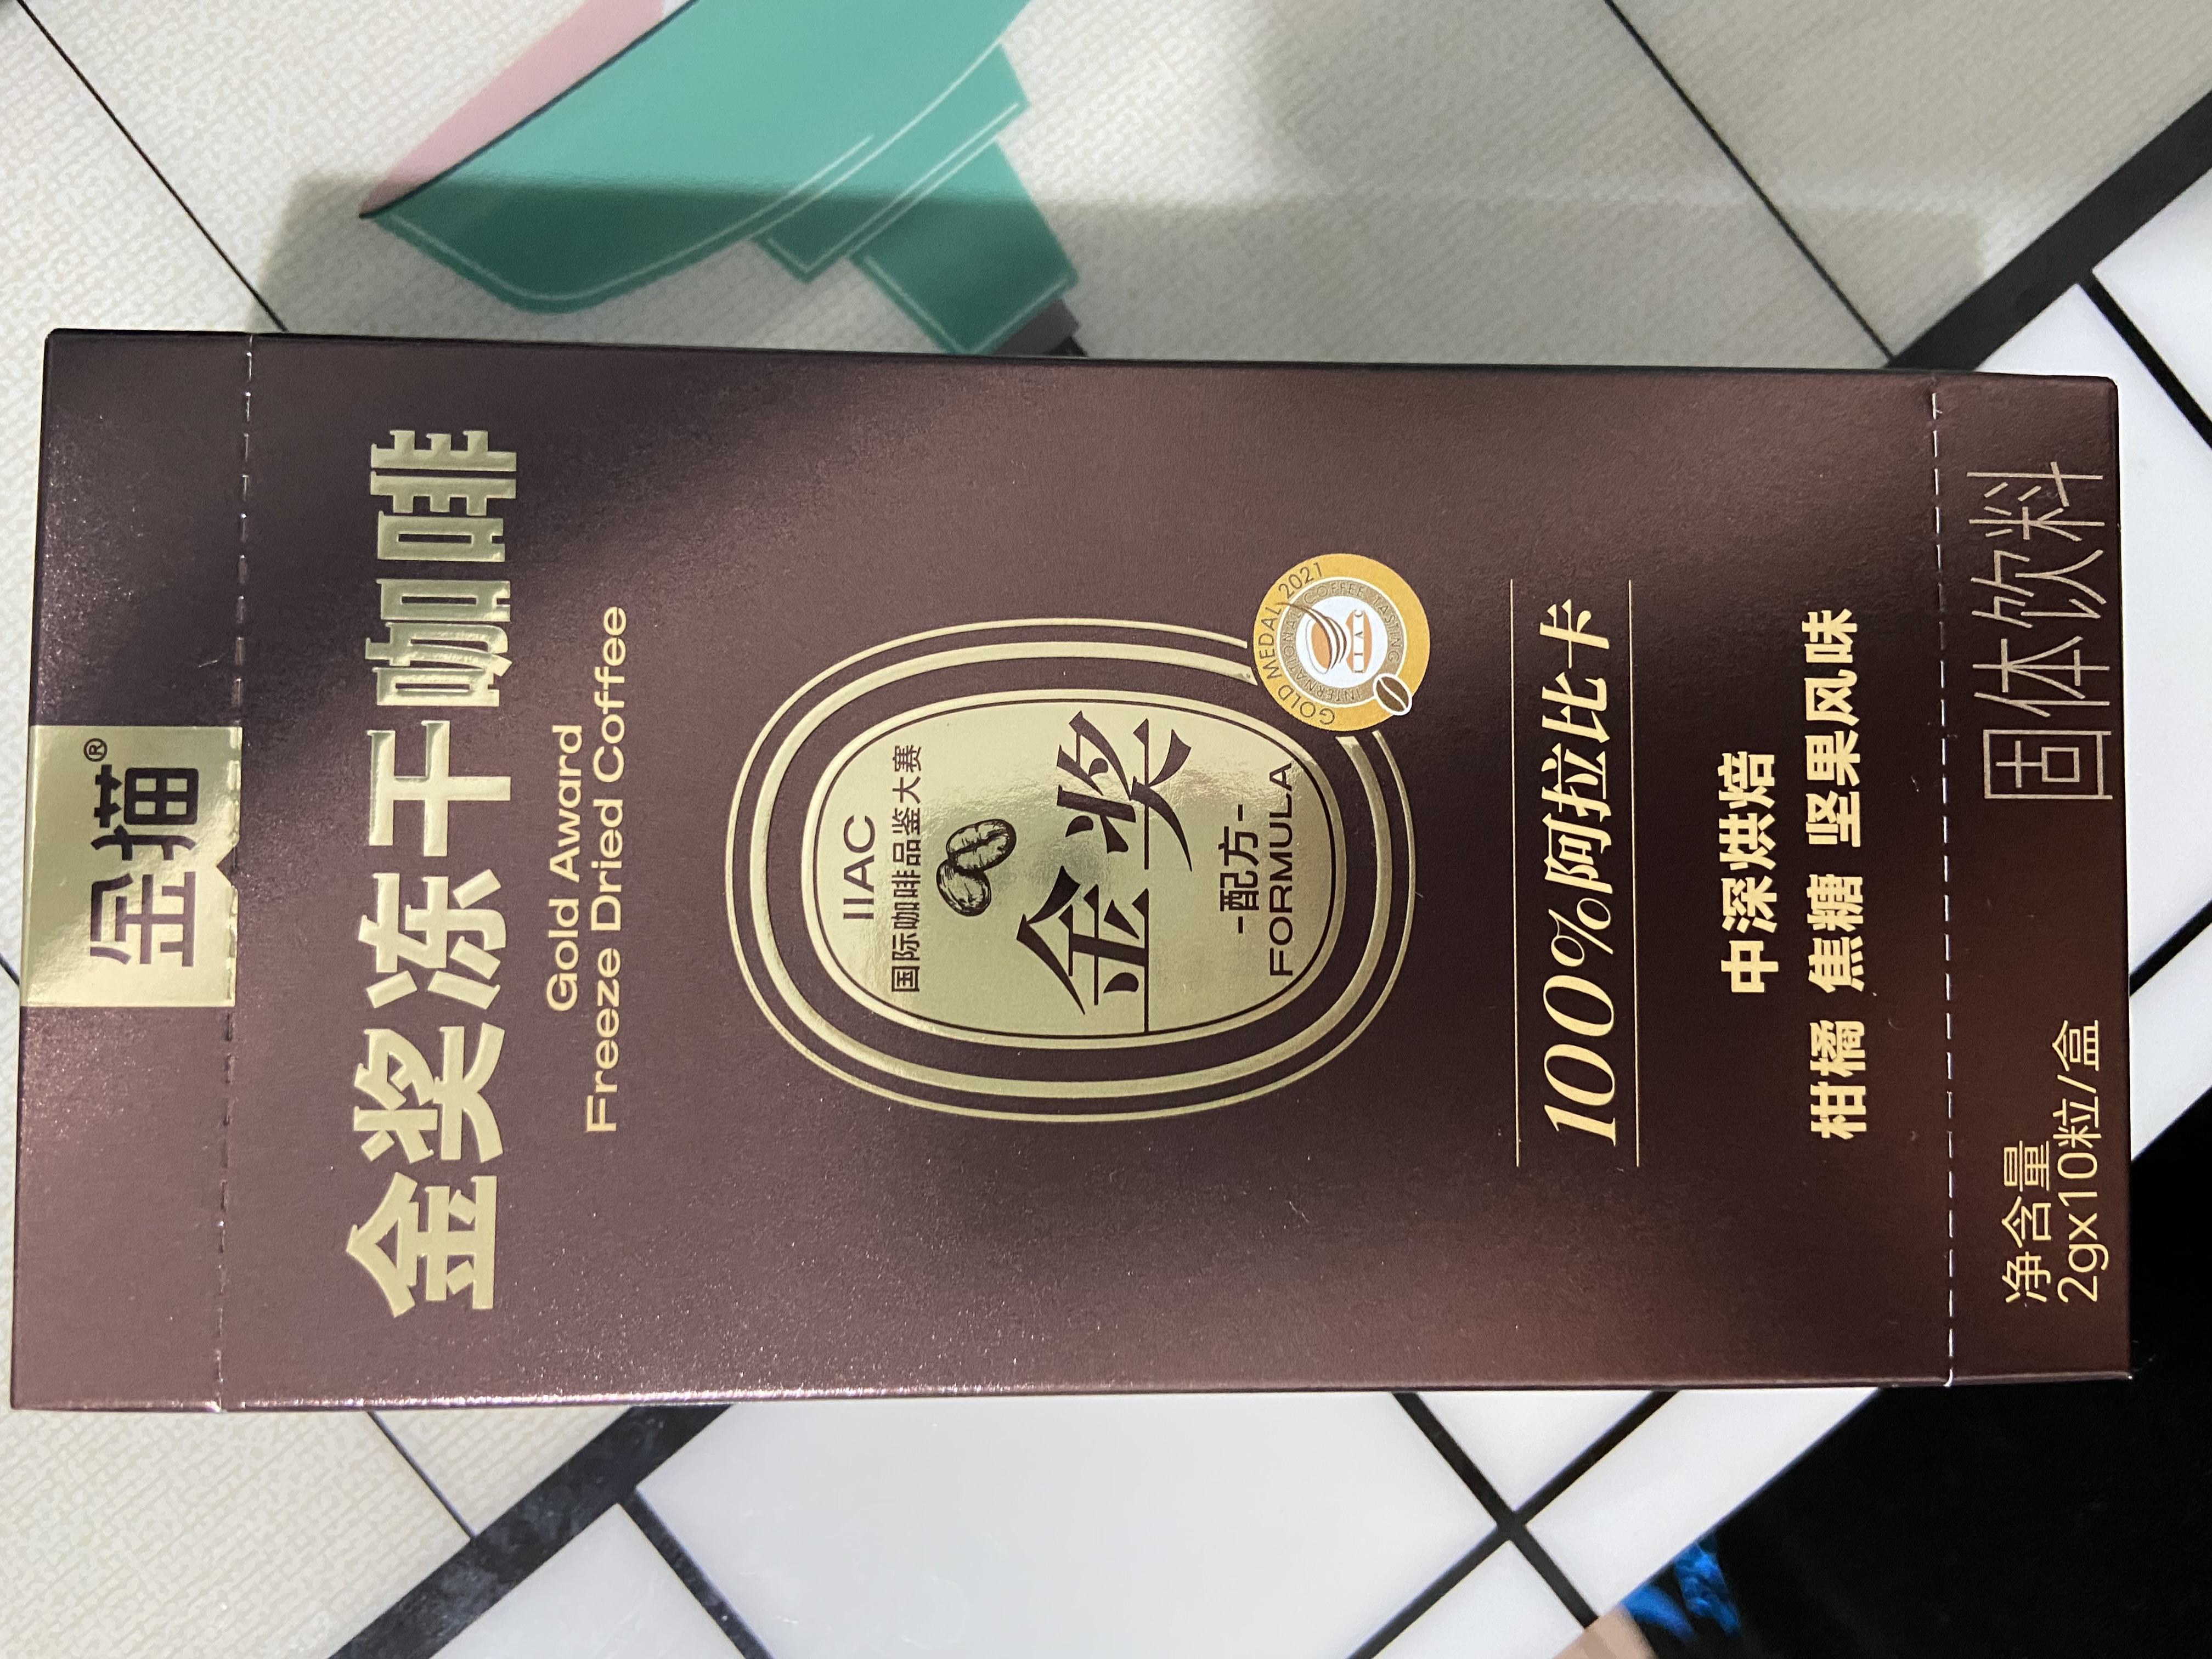 金猫®
金奖冻干咖啡
Gold Award
Freeze Dried Coffee
IIAC
国际咖啡品鉴大赛
金奖
-配方-
FORMULA
GOLD MEDAL 2021
INTERNATIONAL COFFEE TASTING
IIAC
100%阿拉比卡
中深烘焙
柑橘 焦糖 坚果风味
净含量
2gx10粒/盒
固体饮料